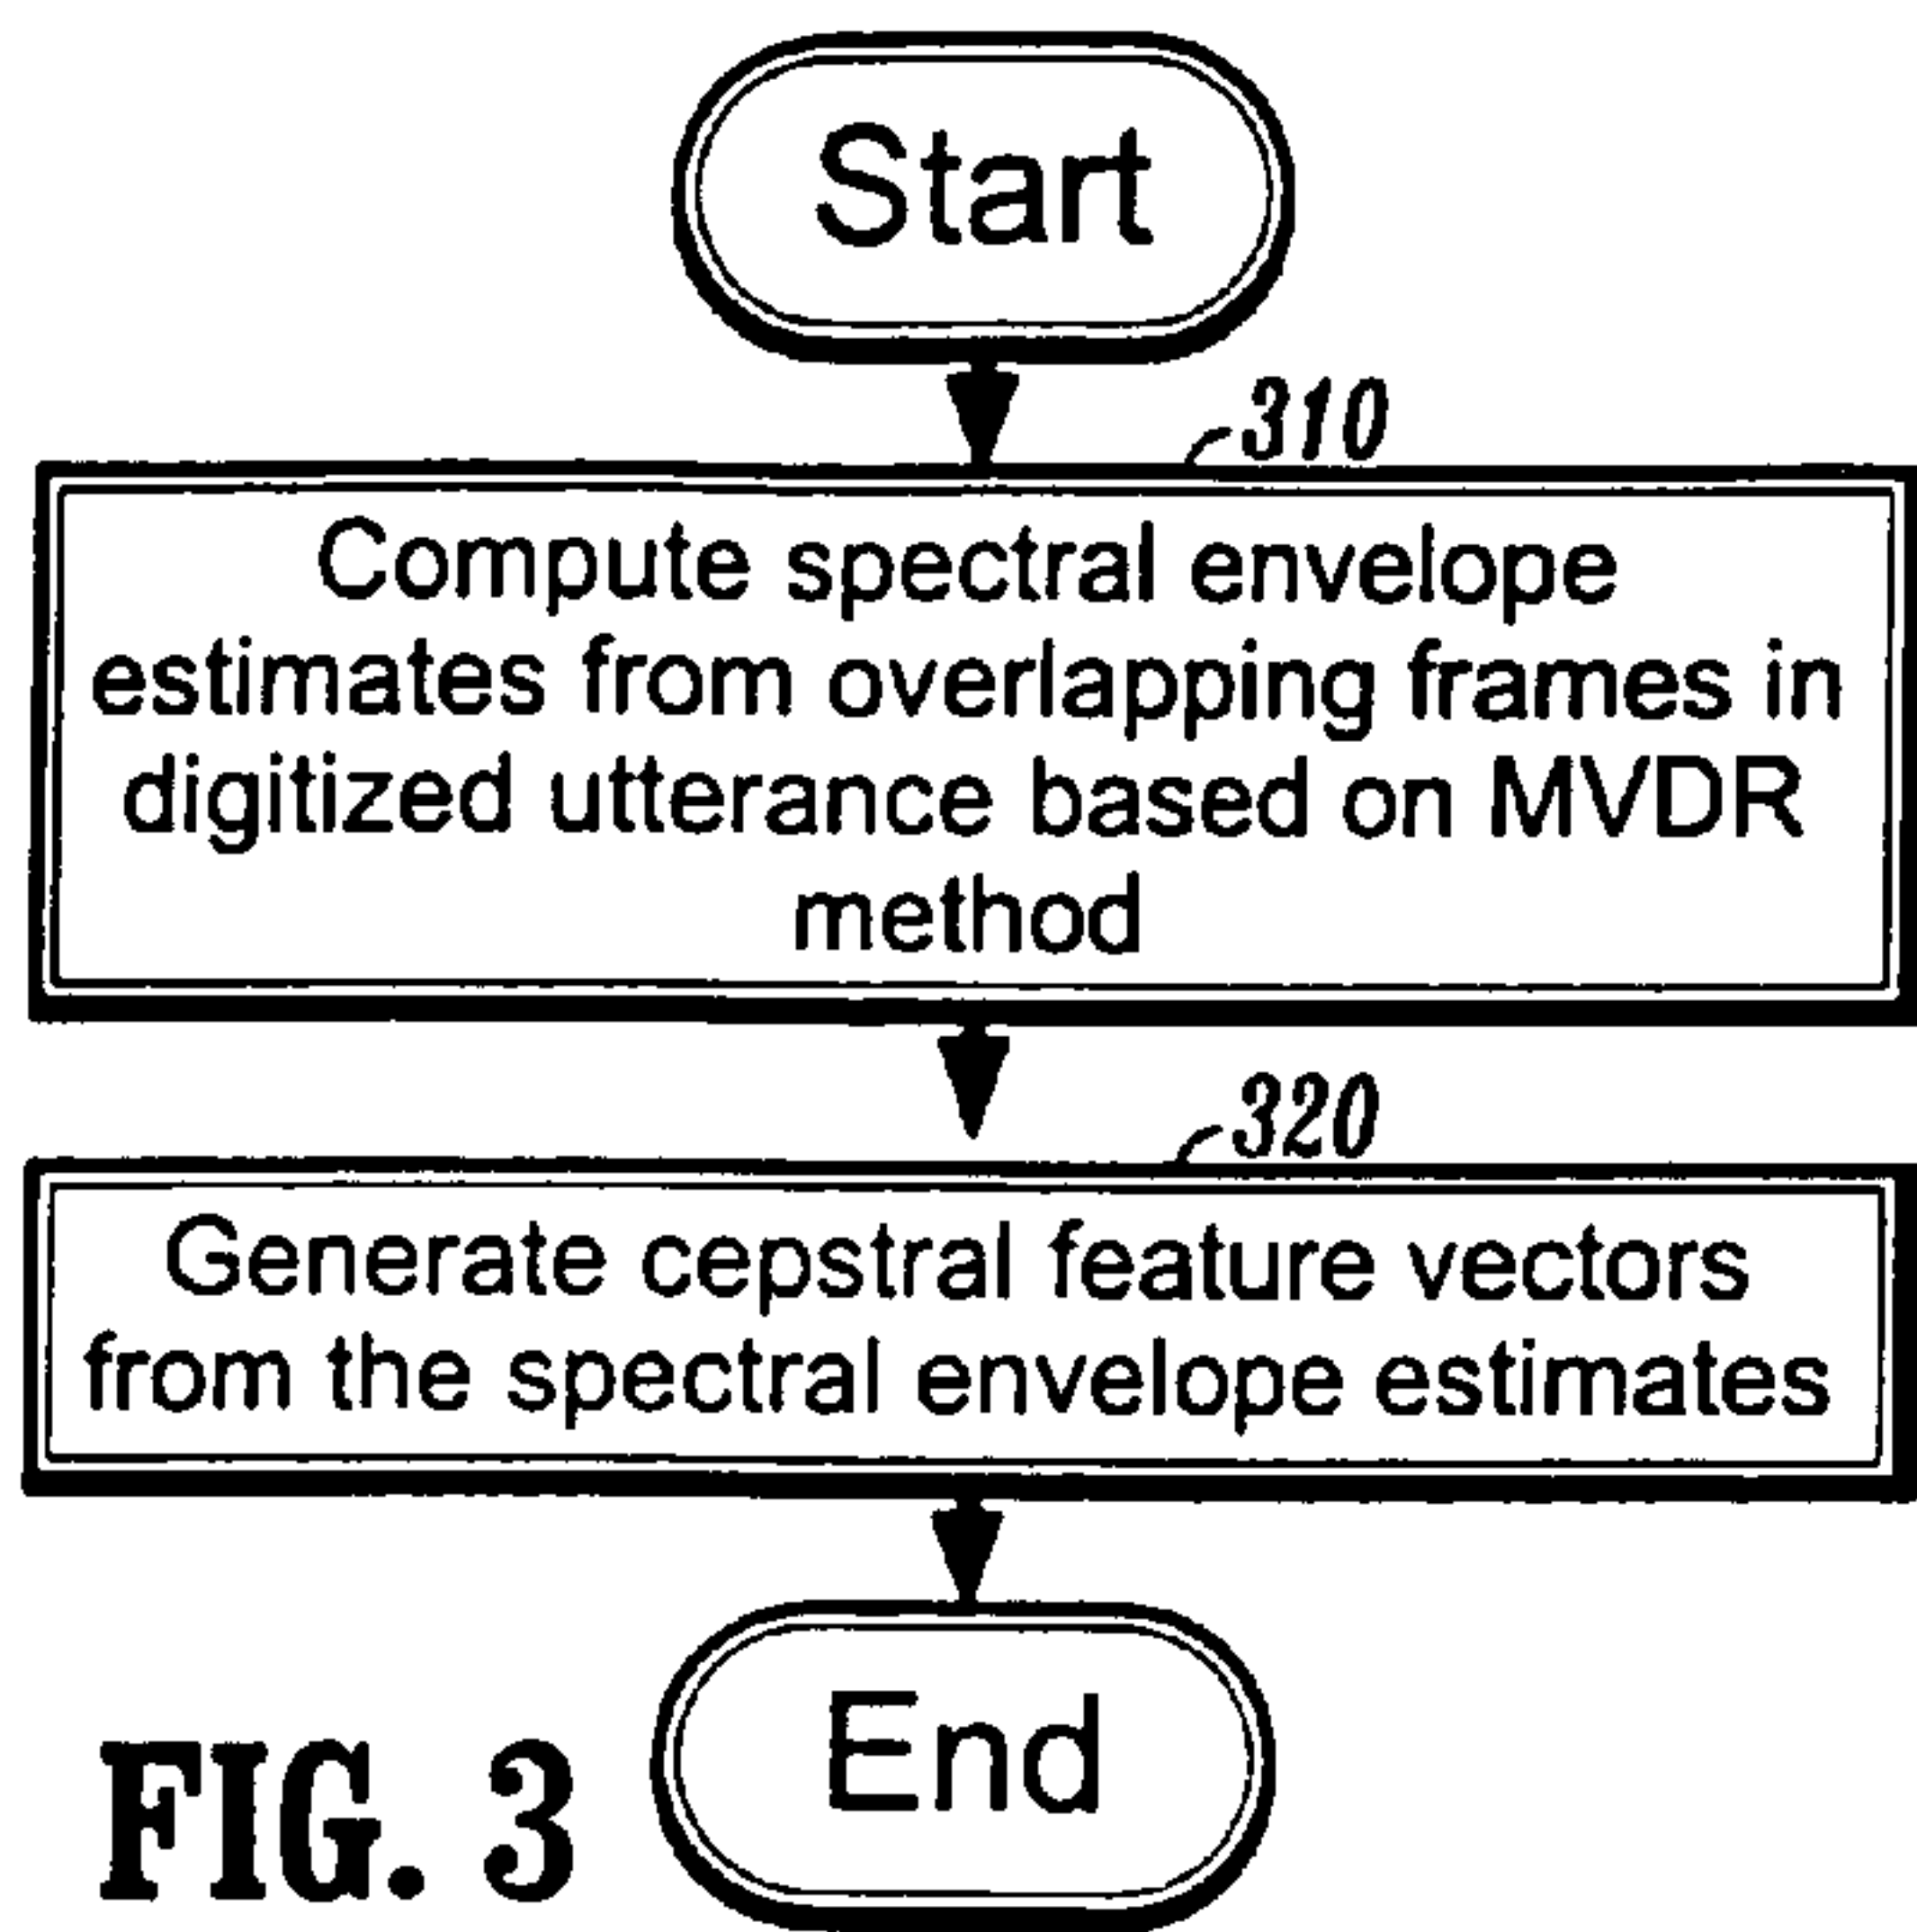 Start
310
Compute spectral envelope
estimates from overlapping frames in
digitized utterance based on MVDR
method
320
Generate cepstral feature vectors
from the spectral envelope estimates
End
FIG. 3